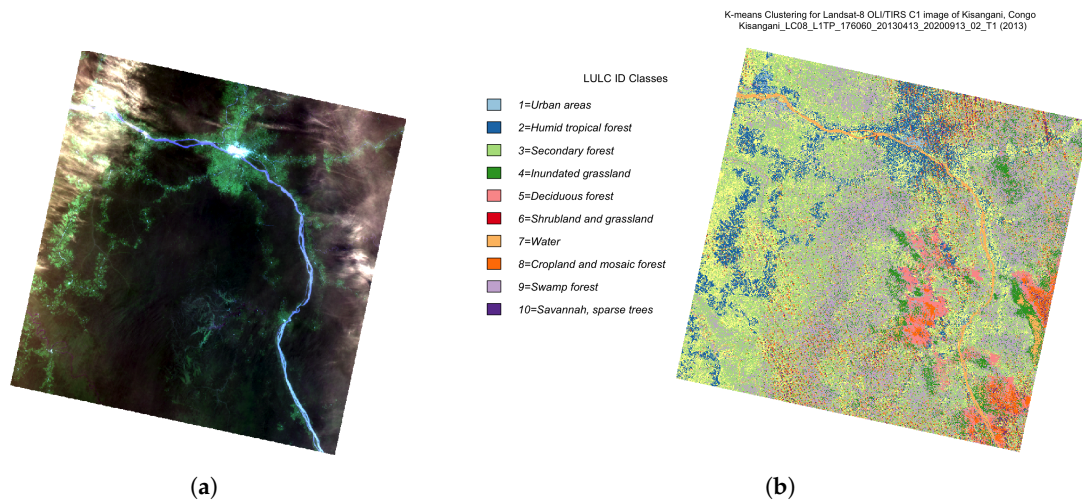 K-means Clustering for Landsat-8 OLI/TIRS C1 image of Kisangani, Congo
Kisangani_LC08_L1TP_176060_20130413_20200913_02_T1 (2013)
LULC ID Classes
1=Urban areas
2=Humid tropical forest
3=Secondary forest
4=Inundated grassland
5=Deciduous forest
6=Shrubland and grassland
7=Water
8=Cropland and mosaic forest
9=Swamp forest
10=Savannah, sparse trees
(a)
(b)